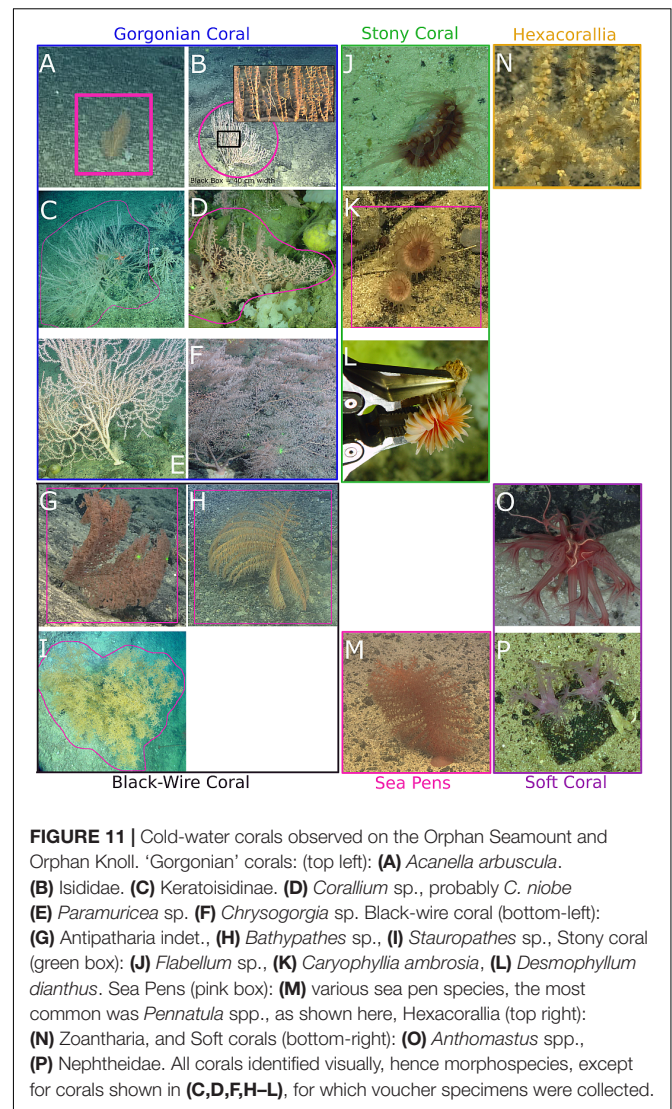 Gorgonian Coral
Stony Coral
Hexacorallia
A
B
J
N
Black Box = 40 cm width
C
D
K
E
F
L
G
H
O
I
M
P
Black-Wire Coral
Sea Pens
Soft Coral
FIGURE 11 | Cold-water corals observed on the Orphan Seamount and
Orphan Knoll. ‘Gorgonian’ corals: (top left): (A) Acanella arbuscula.
(B) Isididae. (C) Keratoisidinae. (D) Corallium sp., probably C. niobe
(E) Paramuricea sp. (F) Chrysogorgia sp. Black-wire coral (bottom-left):
(G) Antipatharia indet., (H) Bathypathes sp., (I) Stauropathes sp., Stony coral
(green box): (J) Flabellum sp., (K) Caryophyllia ambrosia, (L) Desmophyllum
dianthus. Sea Pens (pink box): (M) various sea pen species, the most
common was Pennatula spp., as shown here, Hexacorallia (top right):
(N) Zoantharia, and Soft corals (bottom-right): (O) Anthomastus spp.,
(P) Nephtheidae. All corals identified visually, hence morphospecies, except
for corals shown in (C,D,F,H–L), for which voucher specimens were collected.